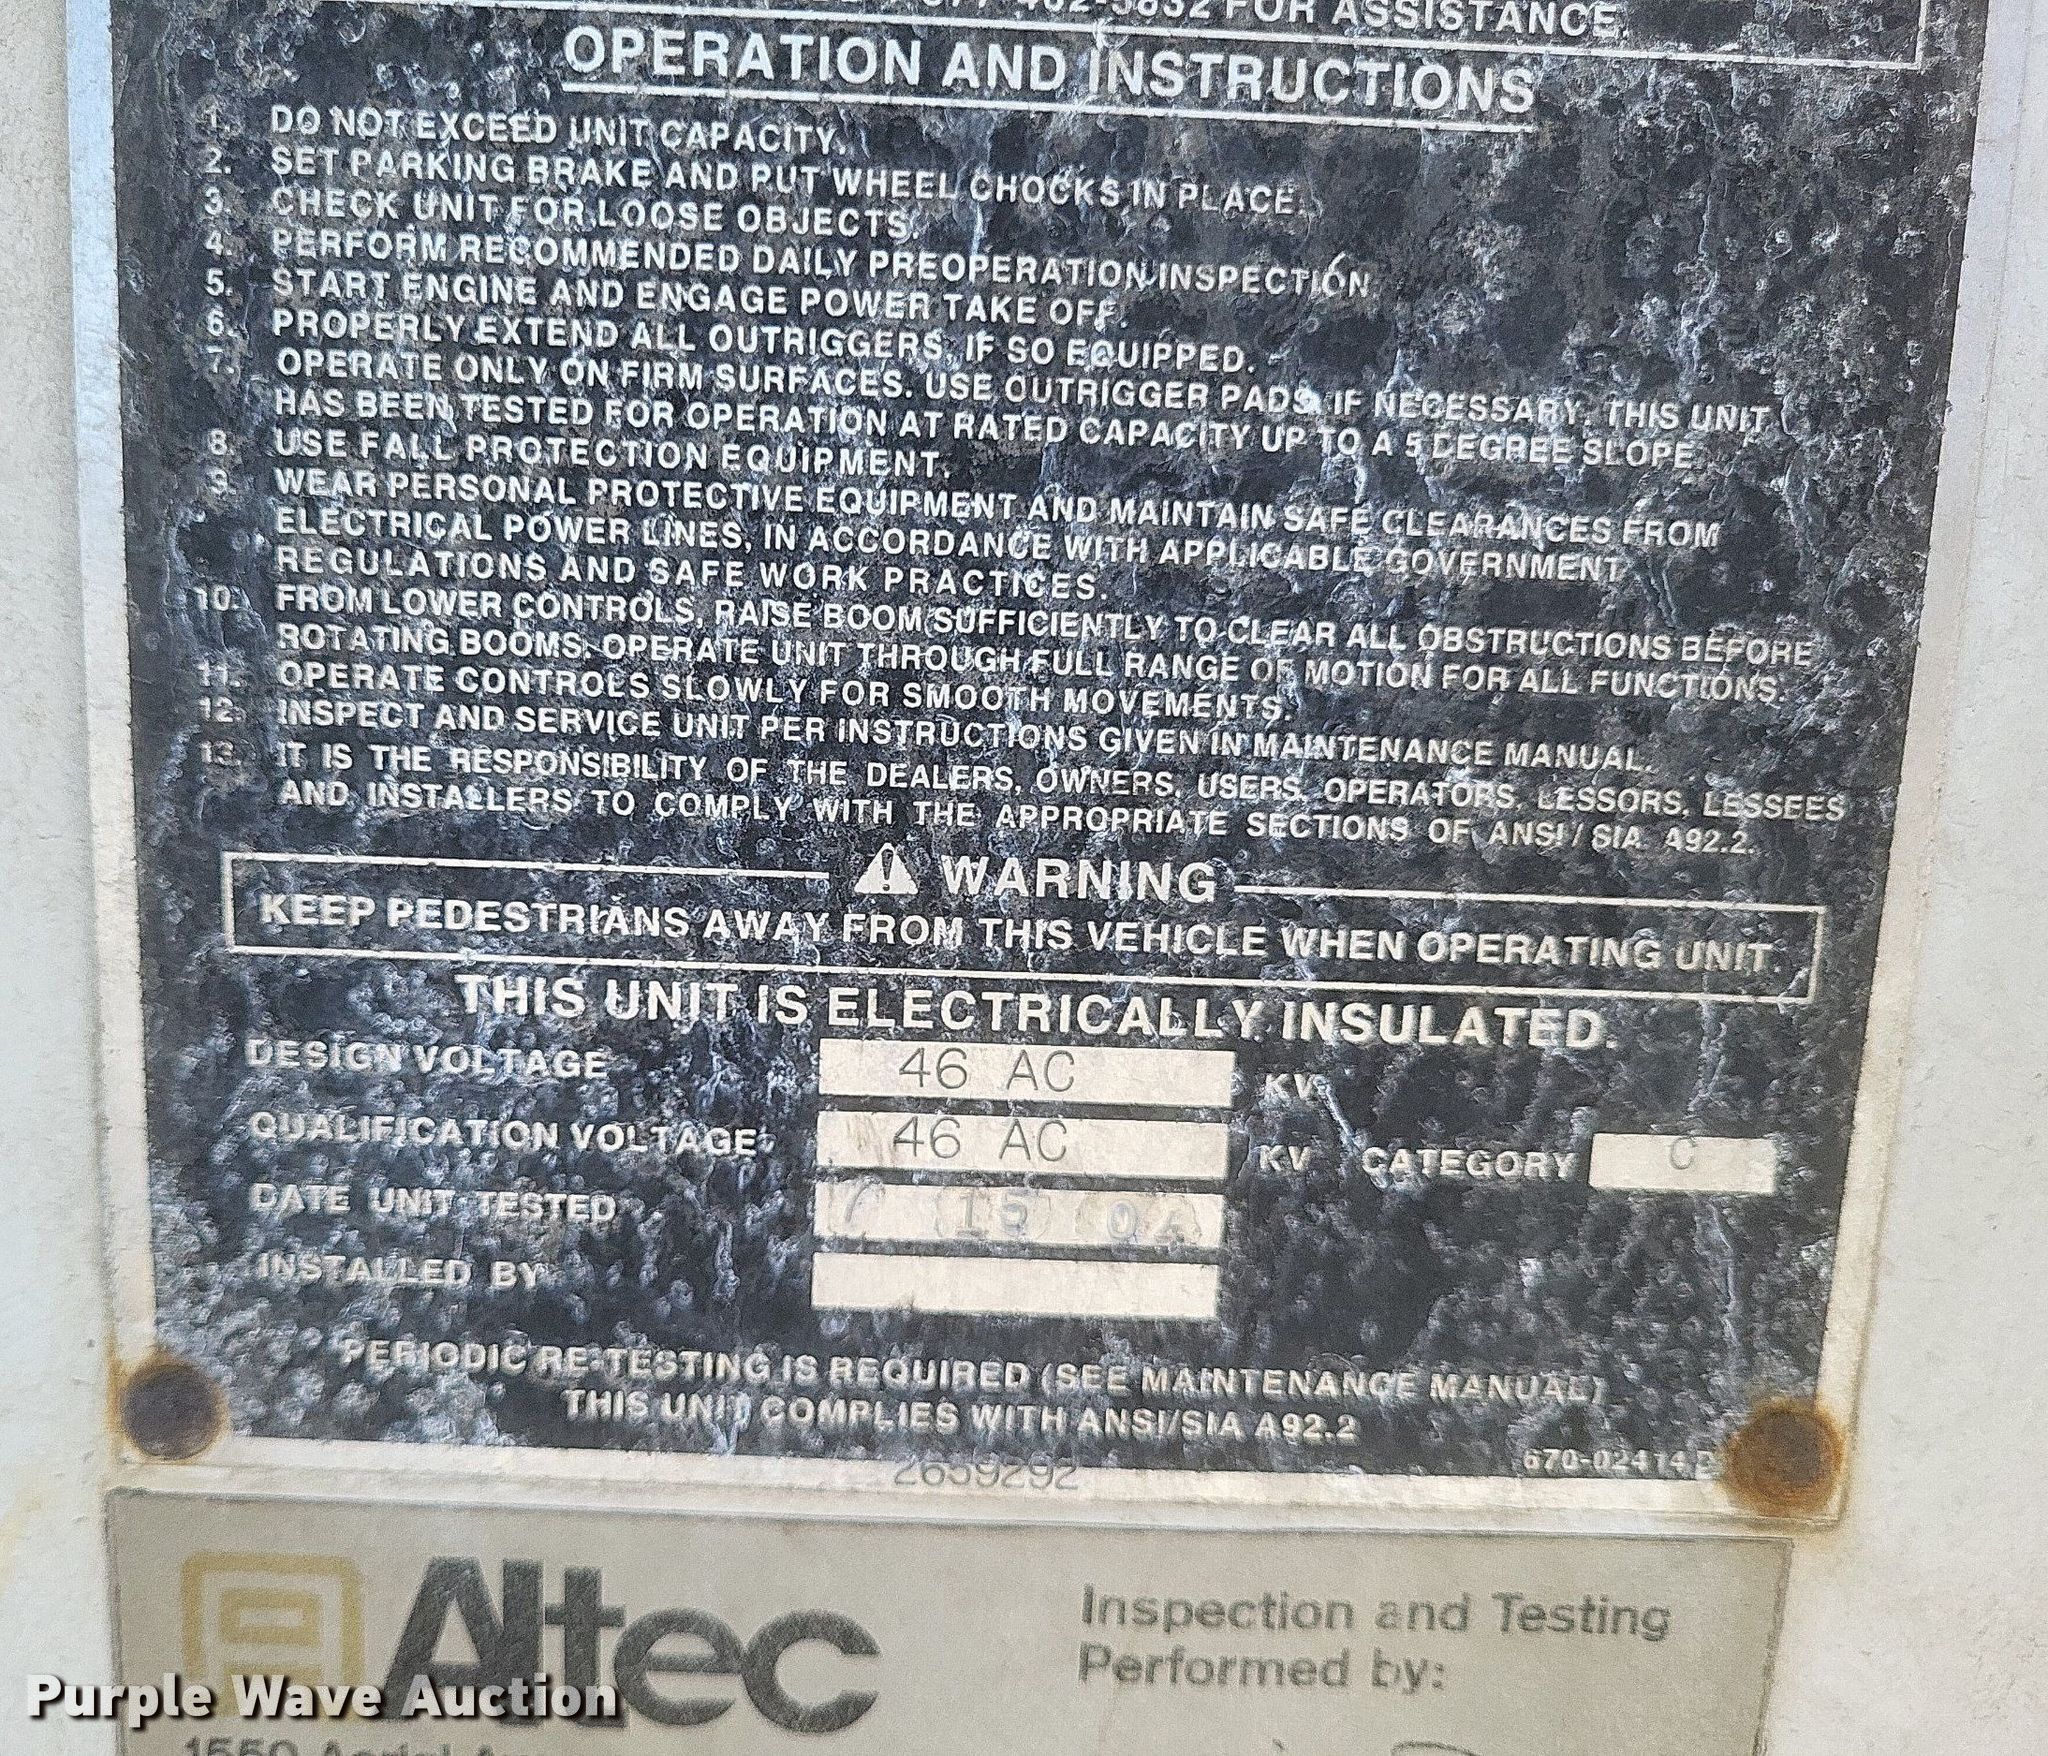 FOR ASSISTANCE.
OPERATION AND INSTRUCTIONS
1. DO NOT EXCEED UNIT CAPACITY.
2. SET PARKING BRAKE AND PUT WHEEL CHOCKS IN PLACE.
3. CHECK UNIT FOR LOOSE OBJECTS.
4. PERFORM RECOMMENDED DAILY PREOPERATION INSPECTION
5. START ENGINE AND ENGAGE POWER TAKE OFF.
6. PROPERLY EXTEND ALL OUTRIGGERS, IF SO EQUIPPED.
7. OPERATE ONLY ON FIRM SURFACES. USE OUTRIGGER PADS, IF NECESSARY. THIS UNIT
HAS BEEN TESTED FOR OPERATION AT RATED CAPACITY UP TO A 5 DEGREE SLOPE.
8. USE FALL PROTECTION EQUIPMENT.
9. WEAR PERSONAL PROTECTIVE EQUIPMENT AND MAINTAIN SAFE CLEARANCES FROM
ELECTRICAL POWER LINES, IN ACCORDANCE WITH APPLICABLE GOVERNMENT
REGULATIONS AND SAFE WORK PRACTICES.
10. FROM LOWER CONTROLS, RAISE BOOM SUFFICIENTLY TO CLEAR ALL OBSTRUCTIONS BEFORE
ROTATING BOOMS. OPERATE UNIT THROUGH FULL RANGE OF MOTION FOR ALL FUNCTIONS.
11. OPERATE CONTROLS SLOWLY FOR SMOOTH MOVEMENTS.
12. INSPECT AND SERVICE UNIT PER INSTRUCTIONS GIVEN IN MAINTENANCE MANUAL.
13. IT IS THE RESPONSIBILITY OF THE DEALERS, OWNERS, USERS, OPERATORS, LESSORS, LESSEES
AND INSTALLERS TO COMPLY WITH THE APPROPRIATE SECTIONS OF ANSI / SIA A92.2.
WARNING
KEEP PEDESTRIANS AWAY FROM THIS VEHICLE WHEN OPERATING UNIT.
THIS UNIT IS ELECTRICALLY INSULATED.
DESIGN VOLTAGE 46 AC KV
QUALIFICATION VOLTAGE 46 AC KV CATEGORY C
DATE UNIT TESTED 7 15
INSTALLED BY
PERIODIC RE-TESTING IS REQUIRED (SEE MAINTENANCE MANUAL)
THIS UNIT COMPLIES WITH ANSI/SIA A92.2
2659292
Altec
Inspection and Testing
Performed by:
Purple Wave Auction
1550 Aerial